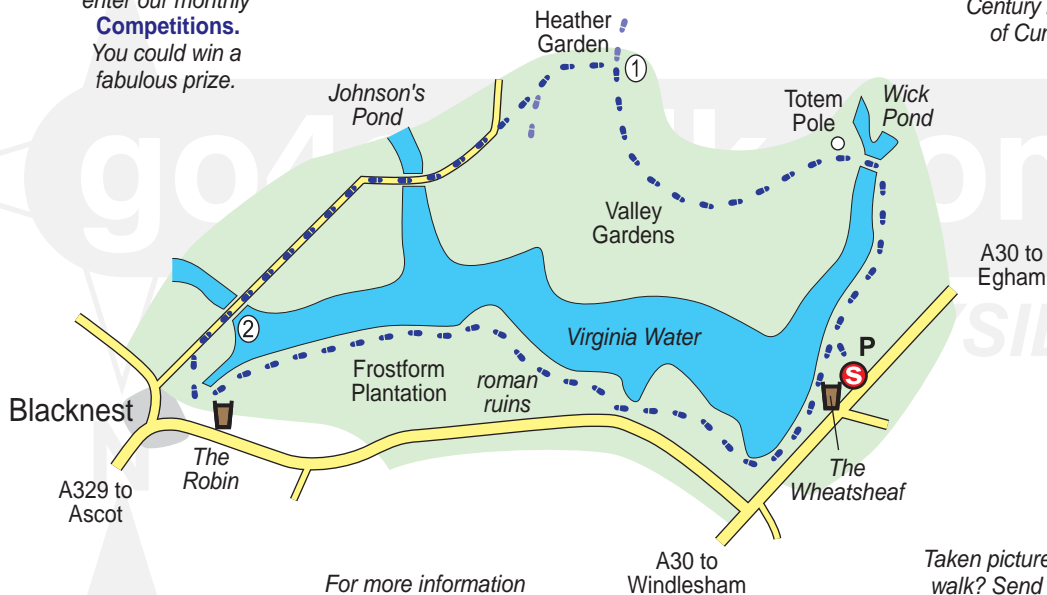 enter our monthly
Competitions.
You could win a
fabulous prize.
Heather
Garden
1
Century
of Cur
Johnson's
Pond
Totem
Pole
Wick
Pond
Valley
Gardens
A30 to
Egham
2
Virginia Water
P
S
Frostform
Plantation
roman
ruins
Blacknest
The
Robin
The
Wheatsheaf
A329 to
Ascot
N
A30 to
Windlesham
For more information
Taken picture
walk? Send